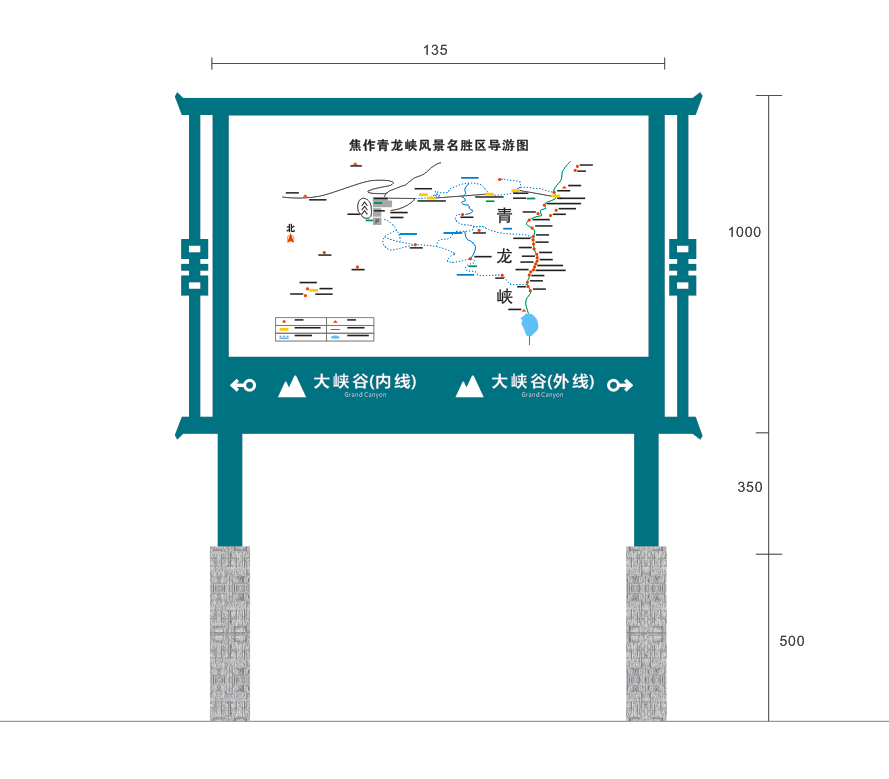 135
1000
350
500
焦作青龙峡风景名胜区导游图
北
青
龙
峡
大峡谷(内线)
Grand Canyon
大峡谷(外线)
Grand Canyon